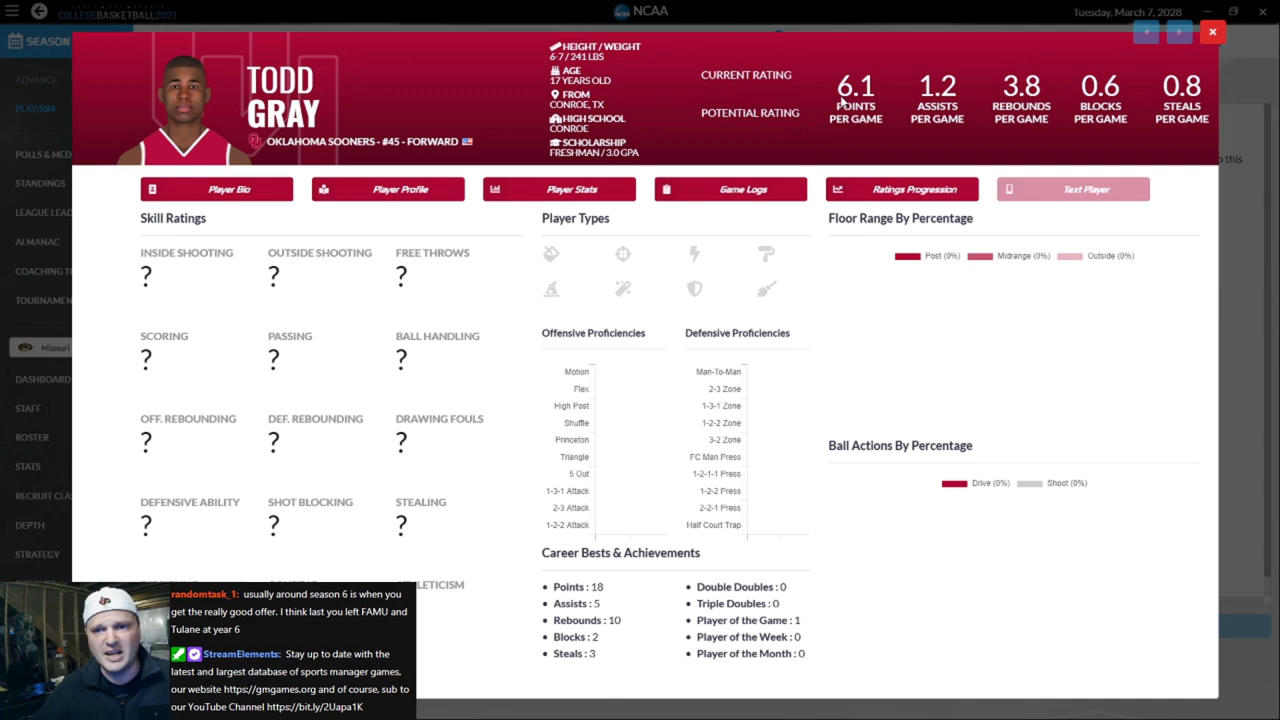 COLLEGEBASKETBALL2021
NCAA
Tuesday, March 7, 2028
SEASON
ADVANCE
PLAY/SIM
POLLS & MED
STANDINGS
LEAGUE LEAD
ALMANAC
COACHING T
TOURNAMEN
Missouri
DASHBOARD
STAFF
ROSTER
STATS
RECRUIT CLA
DEPTH
STRATEGY
TODD
GRAY
OKLAHOMA SOONERS - #45 - FORWARD
HEIGHT / WEIGHT
6-7 / 241 LBS
AGE
17 YEARS OLD
FROM
CONROE, TX
HIGH SCHOOL
CONROE
SCHOLARSHIP
FRESHMAN / 3.0 GPA
CURRENT RATING
POTENTIAL RATING
6.1 1.2 3.8 0.6 0.8
POINTS ASSISTS REBOUNDS BLOCKS STEALS
PER GAME PER GAME PER GAME PER GAME PER GAME
this
Player Bio Player Profile Player Stats Game Logs Ratings Progression Text Player
Skill Ratings
INSIDE SHOOTING OUTSIDE SHOOTING FREE THROWS
? ? ?
SCORING PASSING BALL HANDLING
? ? ?
OFF. REBOUNDING DEF. REBOUNDING DRAWING FOULS
? ? ?
DEFENSIVE ABILITY SHOT BLOCKING STEALING
? ? ?
Player Types
Offensive Proficiencies
Motion
Flex
High Post
Shuffle
Princeton
Triangle
5 Out
1-3-1 Attack
2-3 Attack
1-2-2 Attack
Defensive Proficiencies
Man-To-Man
2-3 Zone
1-3-1 Zone
1-2-2 Zone
3-2 Zone
FC Man Press
1-2-1-1 Press
1-2-2 Press
2-2-1 Press
Half Court Trap
Career Bests & Achievements
Points : 18
Assists : 5
Rebounds : 10
Blocks : 2
Steals : 3
Double Doubles : 0
Triple Doubles : 0
Player of the Game : 1
Player of the Week : 0
Player of the Month : 0
Floor Range By Percentage
Post (0%) Midrange (0%) Outside (0%)
Ball Actions By Percentage
Drive (0%) Shoot (0%)
randomtask_1: usually around season 6 is when you
get the really good offer. I think last you left FAMU and
Tulane at year 6
StreamElements: Stay up to date with the
latest and largest database of sports manager games,
our website https://gmgames.org and of course, sub to
our YouTube Channel https://bit.ly/2Uapa1K